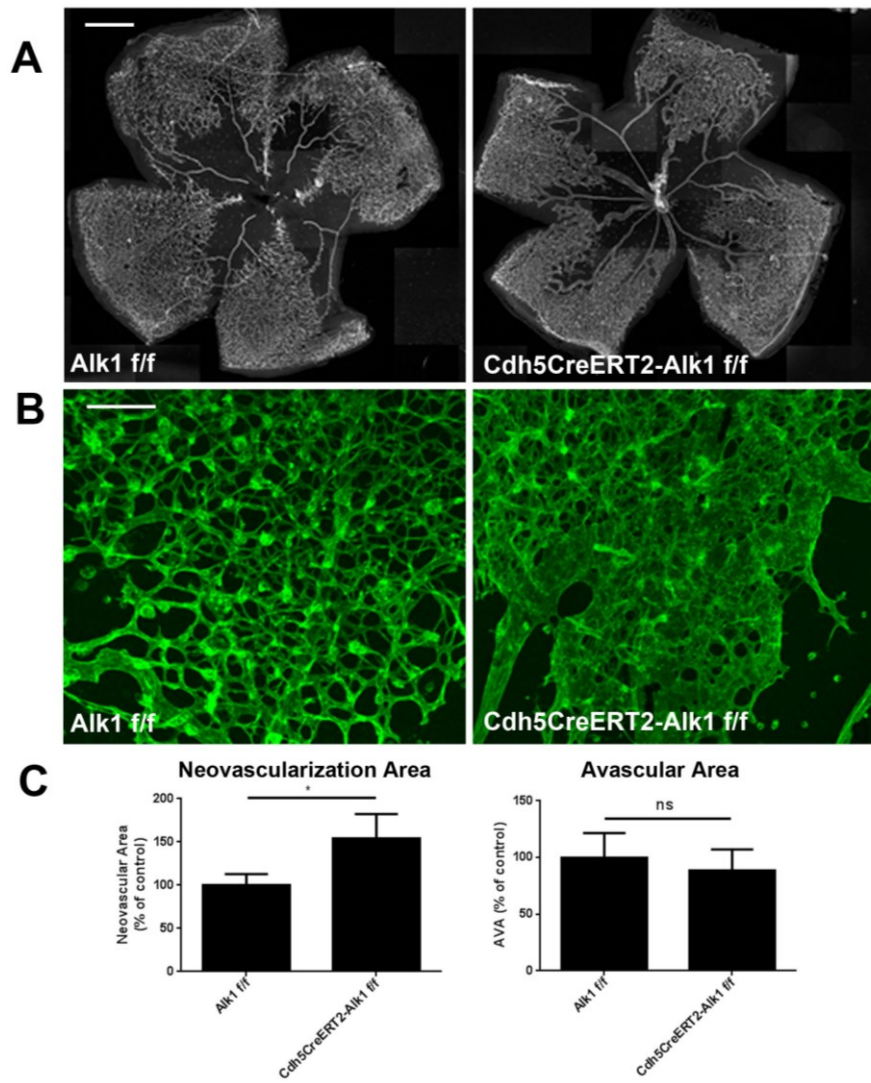 A
Alk1 f/f
Cdh5CreERT2-Alk1 f/f
B
Alk1 f/f
Cdh5CreERT2-Alk1 f/f
C
Neovascularization Area
Neovascular Area
(% of control)
200
150
100
50
0
*
Alk1 f/f
Cdh5CreERT2-Alk1 f/f
Avascular Area
AVA (% of control)
150
100
50
0
ns
Alk1 f/f
Cdh5CreERT2-Alk1 f/f